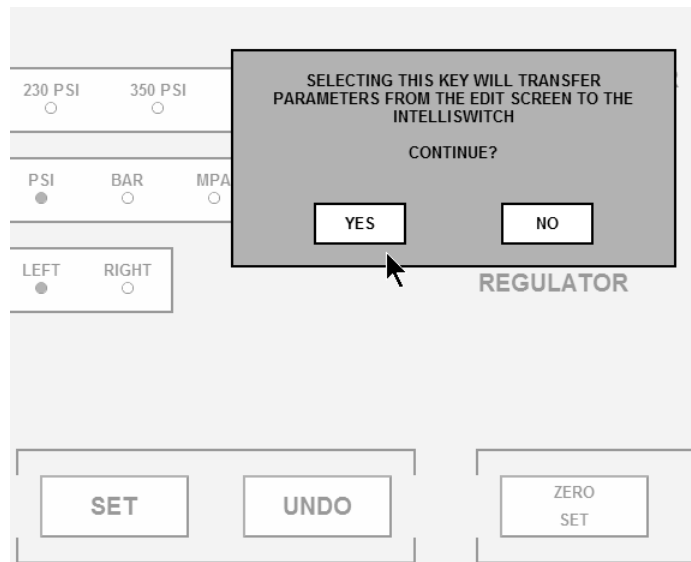 SELECTING THIS KEY WILL TRANSFER
PARAMETERS FROM THE EDIT SCREEN TO THE
INTELLISWITCH
CONTINUE?
YES NO
230 PSI 350 PSI
PSI BAR MPA
LEFT RIGHT
REGULATOR
SET UNDO
ZERO
SET